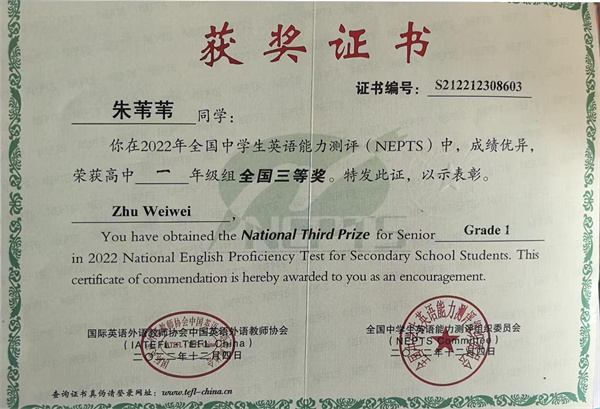 获奖证书
证书编号: S212212308603
朱苇苇 同学:
你在2022年全国中学生英语能力测评（NEPTS）中，成绩优异，
荣获高中 一 年级组全国三等奖。特发此证，以示表彰。
Zhu Weiwei,
You have obtained the National Third Prize for Senior Grade 1
in 2022 National English Proficiency Test for Secondary School Students. This
certificate of commendation is hereby awarded to you as an encouragement.
NEPTS
国际英语外语教师协会中国英语外语教师协会
(IATEFL - TEFL China)
二〇二二年十二月四日
全国中学生英语能力测评组织委员会
(NEPTS Committee)
二〇二二年十二月四日
查询证书真伪请登录网址: www.tefl-china.cn